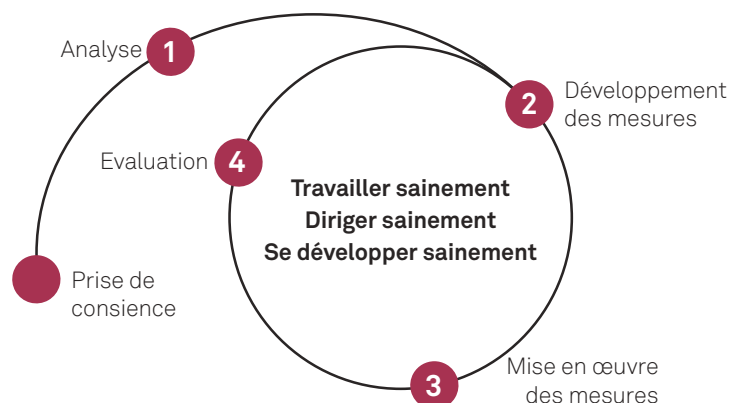 Analyse
1
2
Développement
des mesures
Evaluation
4
Travailler sainement
Diriger sainement
Se développer sainement
Prise de
consience
3
Mise en œuvre
des mesures